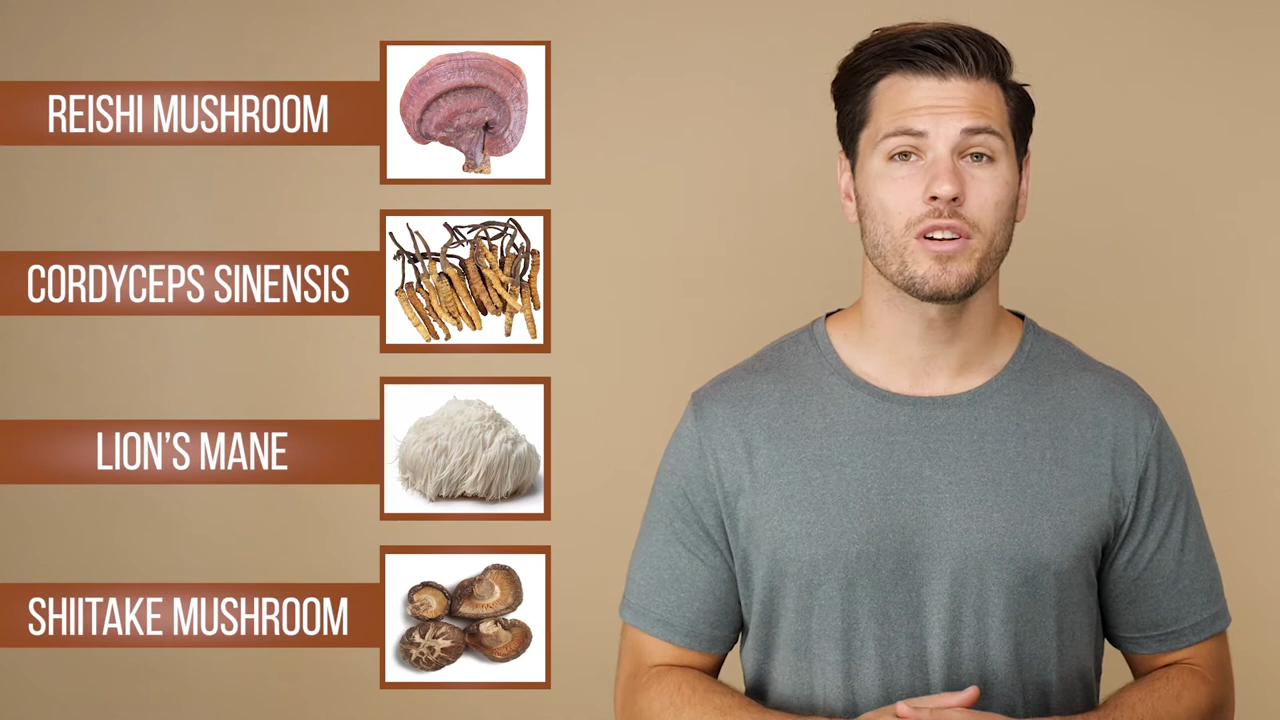 REISHI MUSHROOM
CORDYCEPS SINENSIS
LION'S MANE
SHIITAKE MUSHROOM